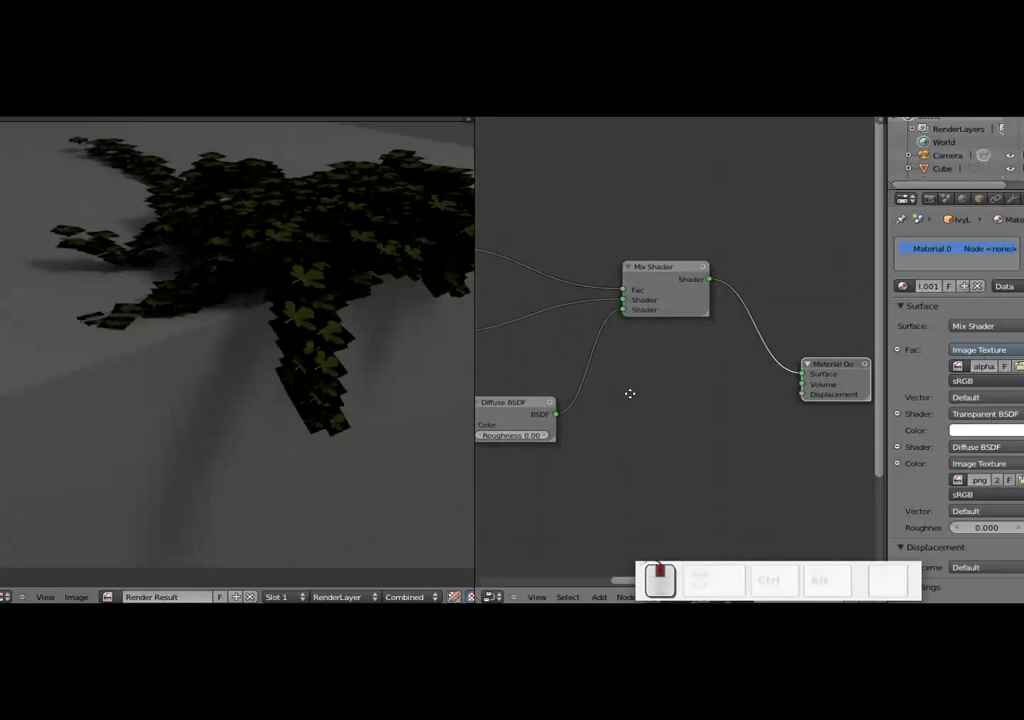 RenderLayers
World
Camera
Cube
Mix Shader
Shader
Fac
Shader
Shader
IvyL
Mate
Material.0 Node <none>
I.001 F Data
Surface
Surface: Mix Shader
Fac: Image Texture
alpha. F
sRGB
Vector: Default
Shader: Transparent BSDF
Color:
Shader: Diffuse BSDF
Color: Image Texture
.png 2 F
sRGB
Vector: Default
Roughnes 0.000
Displacement
Default
Material Ou
Surface
Volume
Displacement
Diffuse BSDF
BSDF
Color
Roughness 0.00
Ctrl Alt
View Image Render Result F Slot 1 RenderLayer Combined
View Select Add Node